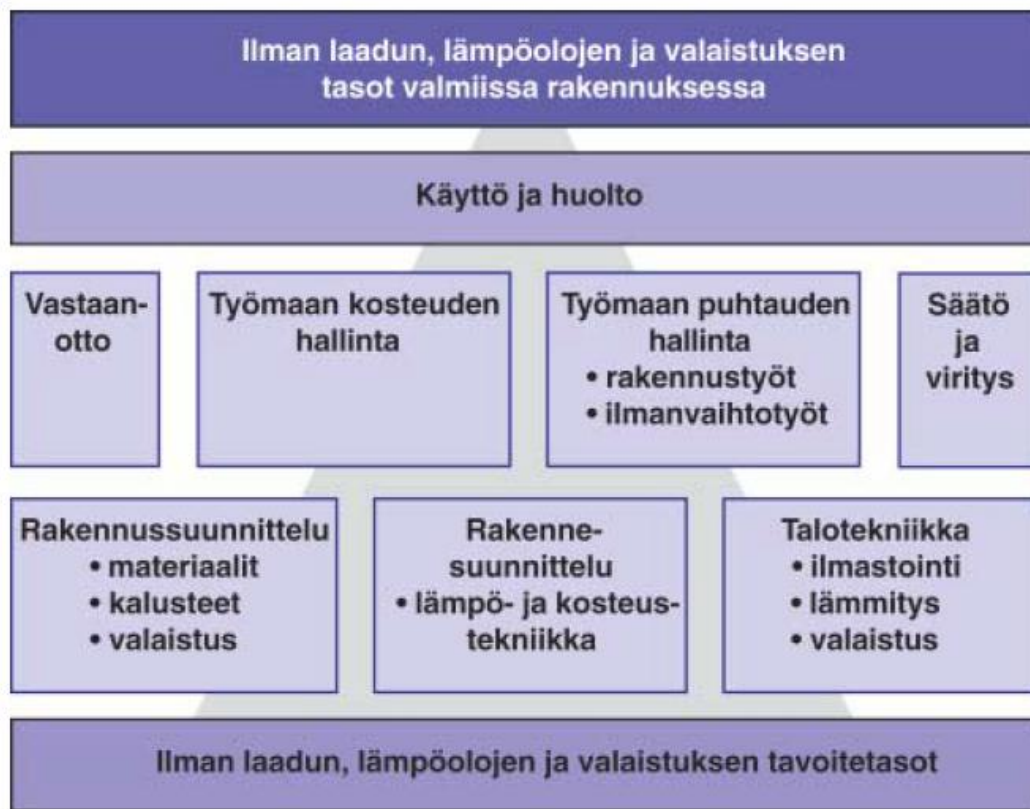 Ilman laadun, lämpöolojen ja valaistuksen
tasot valmiissa rakennuksessa
Käyttö ja huolto
Vastaan-
otto
Työmaan kosteuden
hallinta
Työmaan puhtauden
hallinta
• rakennustyöt
• ilmanvaihtotyöt
Säätö
ja
viritys
Rakennussuunnittelu
• materiaalit
• kalusteet
• valaistus
Rakenne-
suunnittelu
• lämpö- ja kosteus-
tekniikka
Talotekniikka
• ilmastointi
• lämmitys
• valaistus
Ilman laadun, lämpöolojen ja valaistuksen tavoitetasot